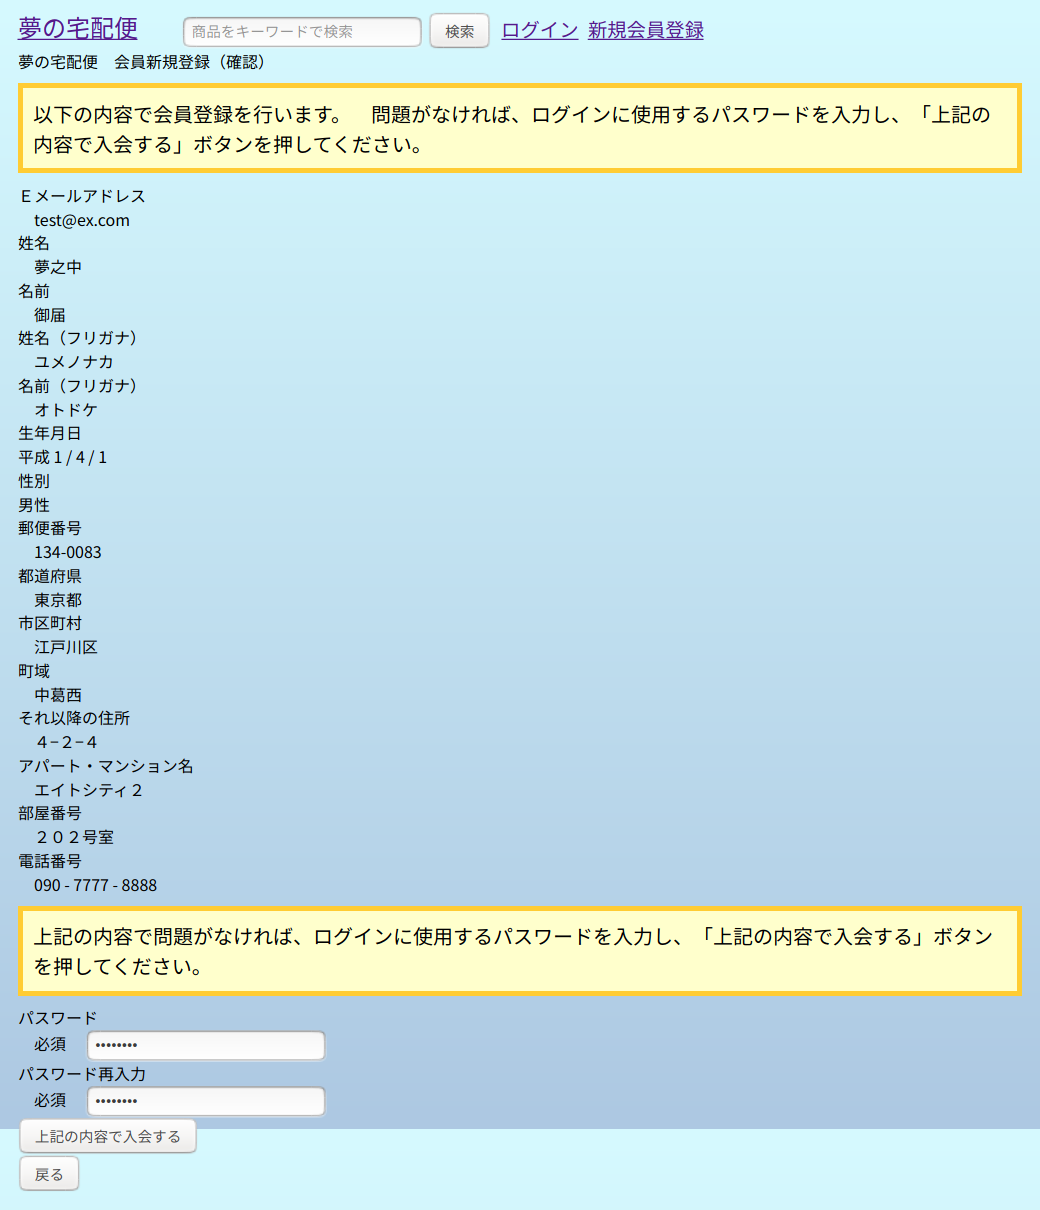 夢の宅配便 商品をキーワードで検索 検索 ログイン 新規会員登録
夢の宅配便　会員新規登録（確認）
以下の内容で会員登録を行います。　問題がなければ、ログインに使用するパスワードを入力し、「上記の
内容で入会する」ボタンを押してください。
Ｅメールアドレス
test@ex.com
姓名
夢之中
名前
御届
姓名（フリガナ）
ユメノナカ
名前（フリガナ）
オトドケ
生年月日
平成 1 / 4 / 1
性別
男性
郵便番号
134-0083
都道府県
東京都
市区町村
江戸川区
町域
中葛西
それ以降の住所
４−２−４
アパート・マンション名
エイトシティ２
部屋番号
２０２号室
電話番号
090 - 7777 - 8888
上記の内容で問題がなければ、ログインに使用するパスワードを入力し、「上記の内容で入会する」ボタン
を押してください。
パスワード
必須 ••••••••
パスワード再入力
必須 ••••••••
上記の内容で入会する
戻る